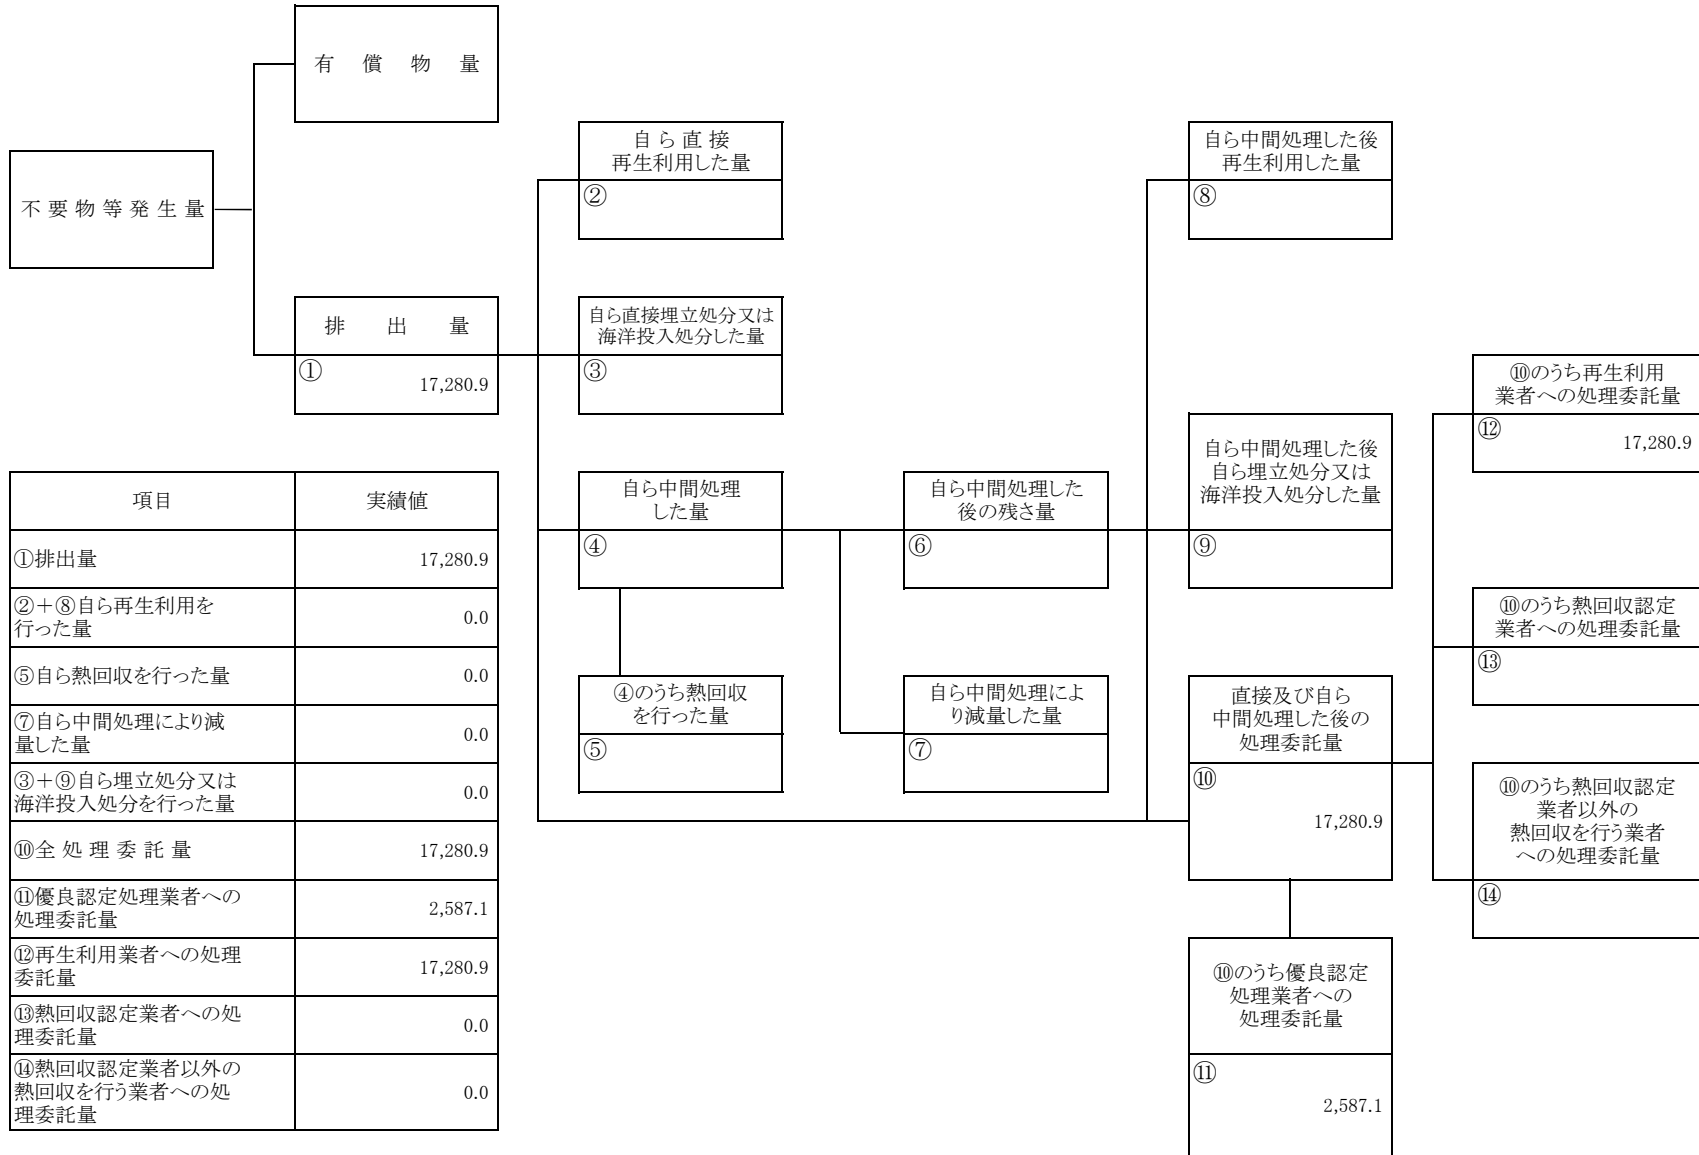 有 償 物 量
不 要 物 等 発 生 量
排 出 量
①
17,280.9
自 ら 直 接
再生利用した量
②
自ら直接埋立処分又は
海洋投入処分した量
③
自ら中間処理
した量
④
④のうち熱回収
を行った量
⑤
自ら中間処理した
後の残さ量
⑥
自ら中間処理によ
り減量した量
⑦
自ら中間処理した後
再生利用した量
⑧
自ら中間処理した後
自ら埋立処分又は
海洋投入処分した量
⑨
直接及び自ら
中間処理した後の
処理委託量
⑩
17,280.9
⑩のうち優良認定
処理業者への
処理委託量
⑪
2,587.1
⑩のうち再生利用
業者への処理委託量
⑫
17,280.9
⑩のうち熱回収認定
業者への処理委託量
⑬
⑩のうち熱回収認定
業者以外の
熱回収を行う業者
への処理委託量
⑭
項目 実績値
①排出量 17,280.9
②＋⑧自ら再生利用を
行った量 0.0
⑤自ら熱回収を行った量 0.0
⑦自ら中間処理により減
量した量 0.0
③＋⑨自ら埋立処分又は
海洋投入処分を行った量 0.0
⑩全 処 理 委 託 量 17,280.9
⑪優良認定処理業者への
処理委託量 2,587.1
⑫再生利用業者への処理
委託量 17,280.9
⑬熱回収認定業者への処
理委託量 0.0
⑭熱回収認定業者以外の
熱回収を行う業者への処
理委託量 0.0